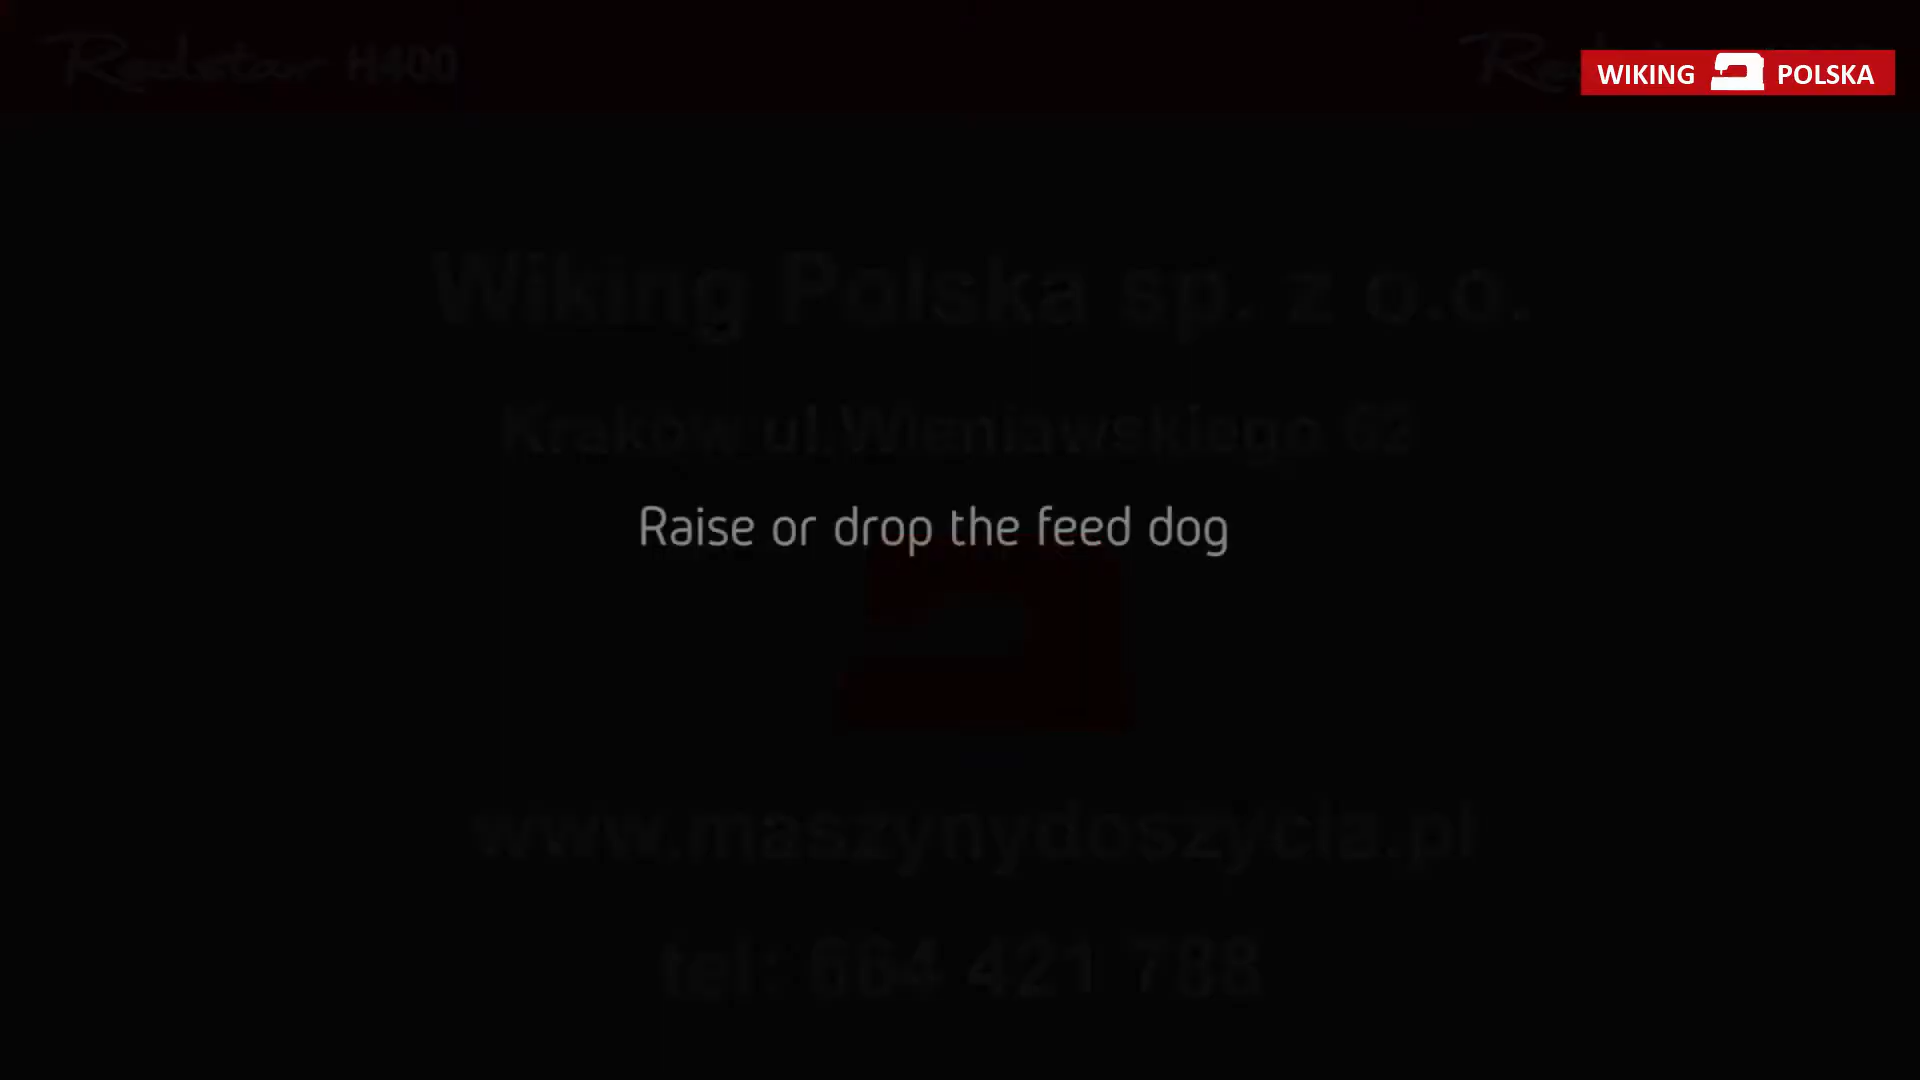 Redstar H400
WIKING POLSKA
Wiking Polska sp. z o.o.
Kraków ul.Wieniawskiego 62
Raise or drop the feed dog
www.maszynydoszycia.pl
tel: 664 421 788